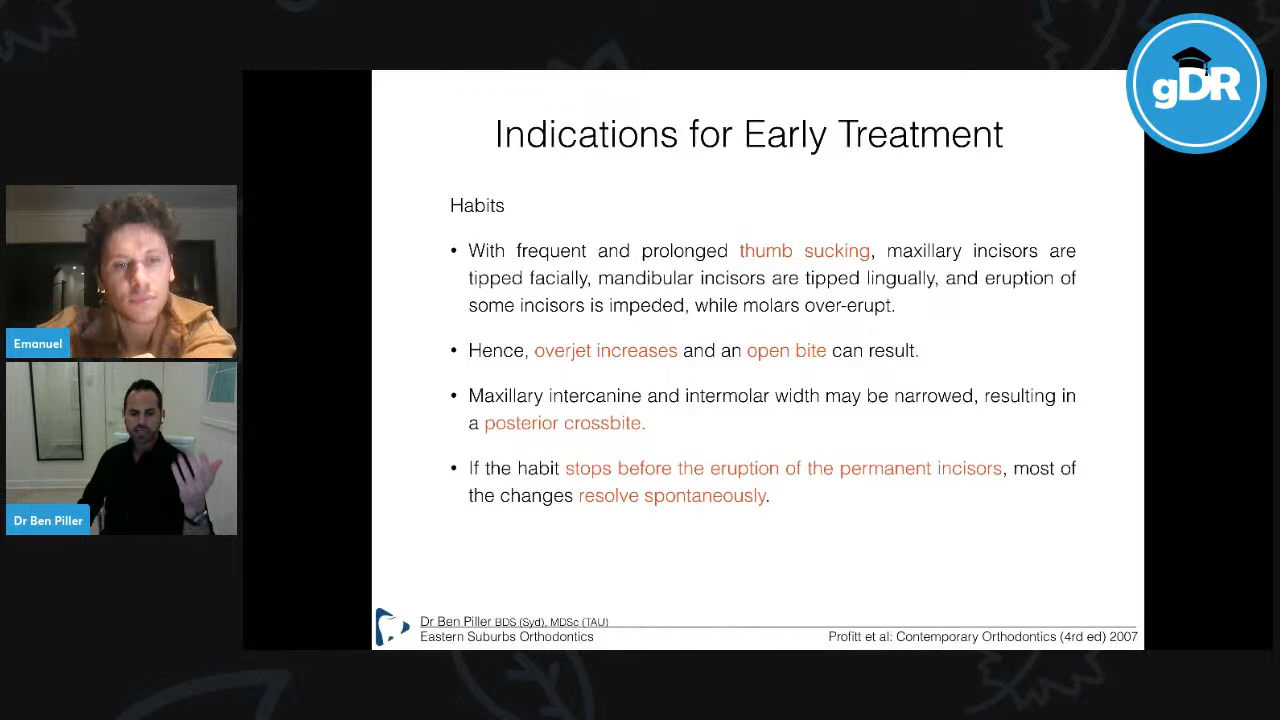 gDR
Indications for Early Treatment
Habits
• With frequent and prolonged thumb sucking, maxillary incisors are
tipped facially, mandibular incisors are tipped lingually, and eruption of
some incisors is impeded, while molars over-erupt.
• Hence, overjet increases and an open bite can result.
• Maxillary intercanine and intermolar width may be narrowed, resulting in
a posterior crossbite.
• If the habit stops before the eruption of the permanent incisors, most of
the changes resolve spontaneously.
Emanuel
Dr Ben Piller
Dr Ben Piller BDS (Syd), MDSc (TAU)
Eastern Suburbs Orthodontics
Profitt et al: Contemporary Orthodontics (4rd ed) 2007